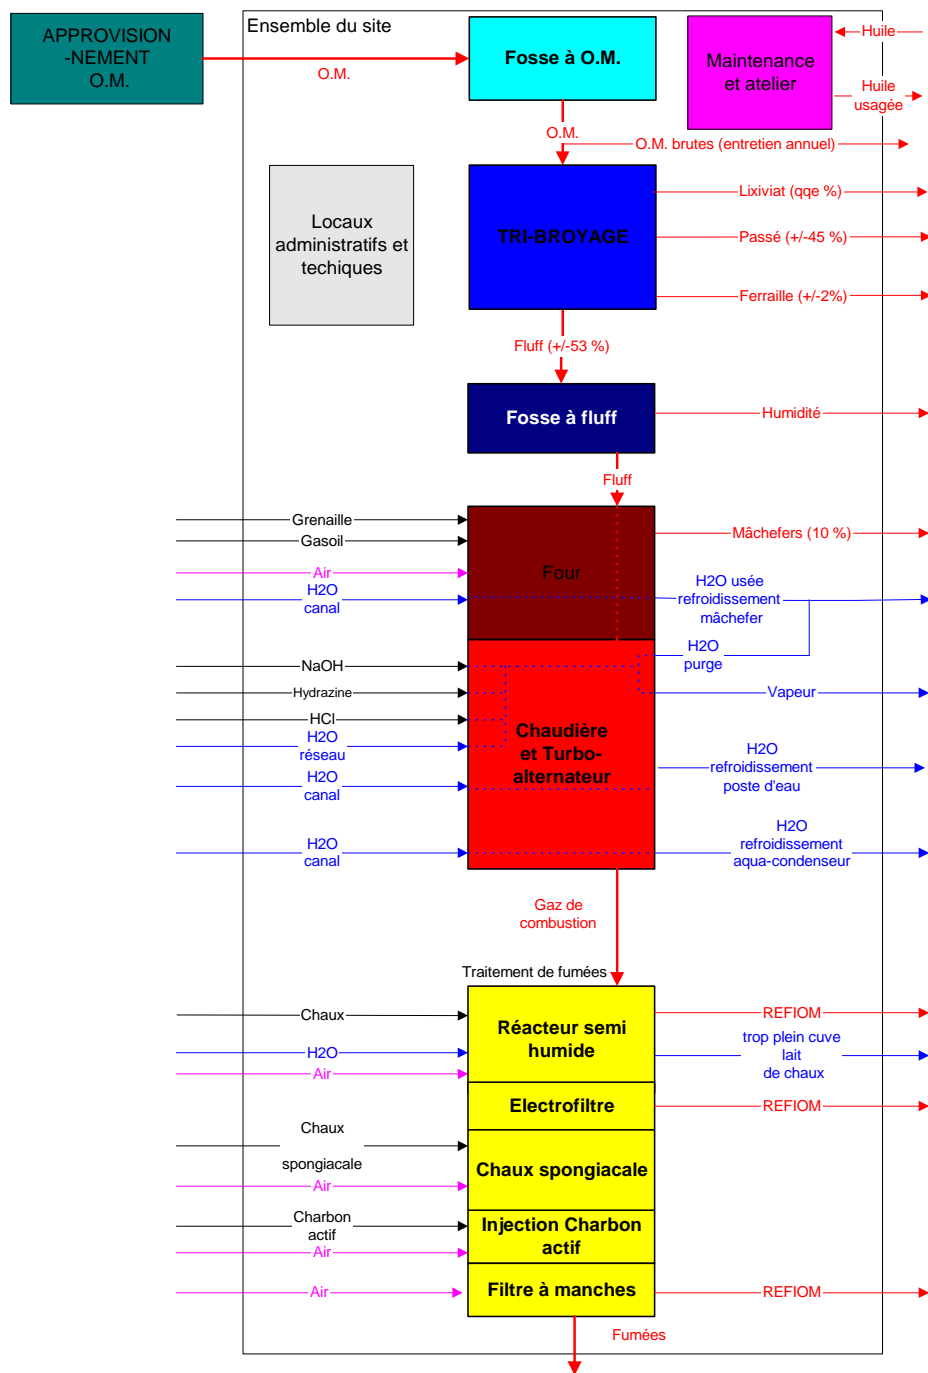 APPROVISION
-NEMENT
O.M.
Ensemble du site
O.M.
Fosse à O.M.
Maintenance
et atelier
Huile
Huile
usagée
O.M.
O.M. brutes (entretien annuel)
Locaux
administratifs et
techiques
TRI-BROYAGE
Lixiviat (qqe %)
Passé (+/-45 %)
Ferraille (+/-2%)
Fluff (+/-53 %)
Fosse à fluff
Humidité
Fluff
Grenaille
Gasoil
Air
H2O
canal
Four
Mâchefers (10 %)
H2O usée
refroidissement
mâchefer
H2O
purge
NaOH
Hydrazine
HCl
H2O
réseau
H2O
canal
H2O
canal
Chaudière
et Turbo-
alternateur
Vapeur
H2O
refroidissement
poste d'eau
H2O
refroidissement
aqua-condenseur
Gaz de
combustion
Traitement de fumées
Chaux
H2O
Air
Réacteur semi
humide
REFIOM
trop plein cuve
lait
de chaux
Electrofiltre
REFIOM
Chaux
spongiacale
Air
Chaux spongiacale
Charbon
actif
Air
Injection Charbon
actif
Air
Filtre à manches
REFIOM
Fumées